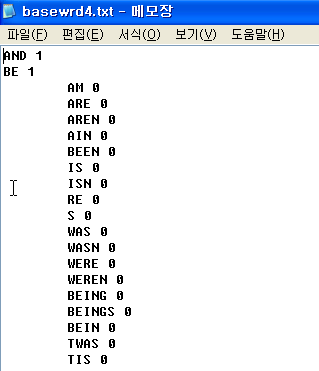 basewrd4.txt - 메모장
파일(F) 편집(E) 서식(O) 보기(V) 도움말(H)
AND 1
BE 1
AM 0
ARE 0
AREN 0
AIN 0
BEEN 0
IS 0
ISN 0
RE 0
S 0
WAS 0
WASN 0
WERE 0
WEREN 0
BEING 0
BEINGS 0
BEIN 0
TWAS 0
TIS 0